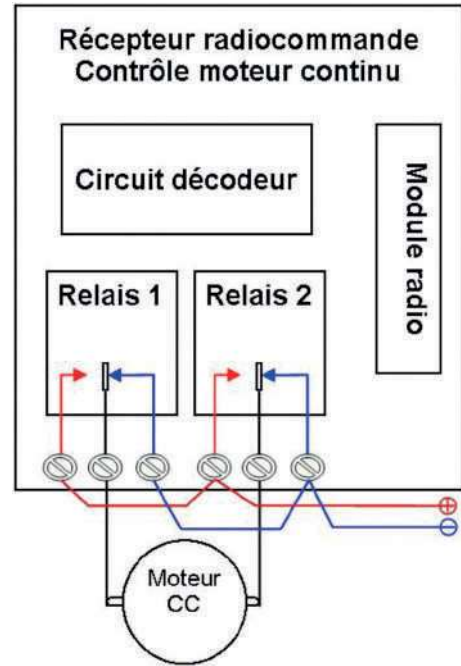 Récepteur radiocommande
Contrôle moteur continu
Circuit décodeur
Module radio
Relais 1
Relais 2
+
-
Moteur
CC